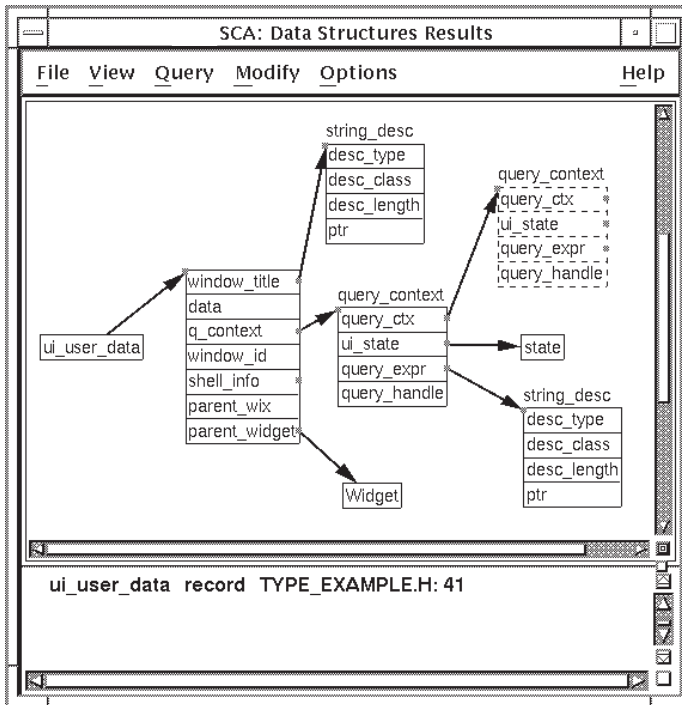 SCA: Data Structures Results
File View Query Modify Options Help
string_desc
desc_type
desc_class
desc_length
ptr
query_context
query_ctx
ui_state
query_expr
query_handle
window_title
data
q_context
window_id
shell_info
parent_wix
parent_widget
ui_user_data
query_context
query_ctx
ui_state
query_expr
query_handle
state
string_desc
desc_type
desc_class
desc_length
ptr
Widget
ui_user_data record TYPE_EXAMPLE.H: 41